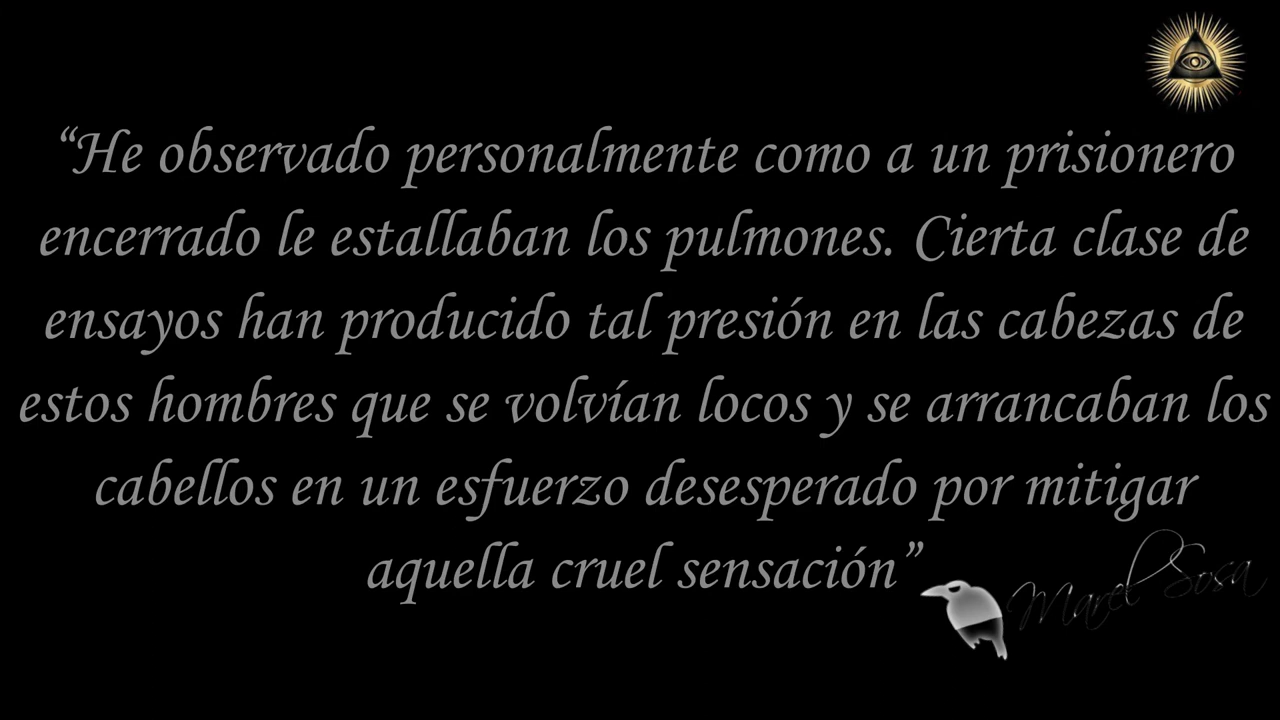 “He observado personalmente como a un prisionero
encerrado le estallaban los pulmones. Cierta clase de
ensayos han producido tal presión en las cabezas de
estos hombres que se volvían locos y se arrancaban los
cabellos en un esfuerzo desesperado por mitigar
aquella cruel sensación”
Marel Sosa